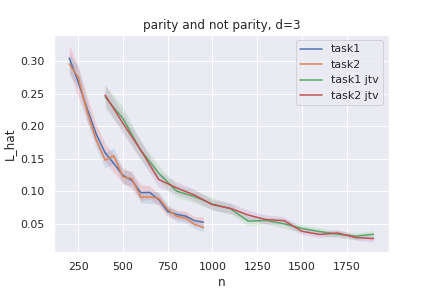 parity and not parity, d=3
0.30
0.25
0.20
0.15
0.10
0.05
L_hat
task1
task2
task1 jtv
task2 jtv
250 500 750 1000 1250 1500 1750
n